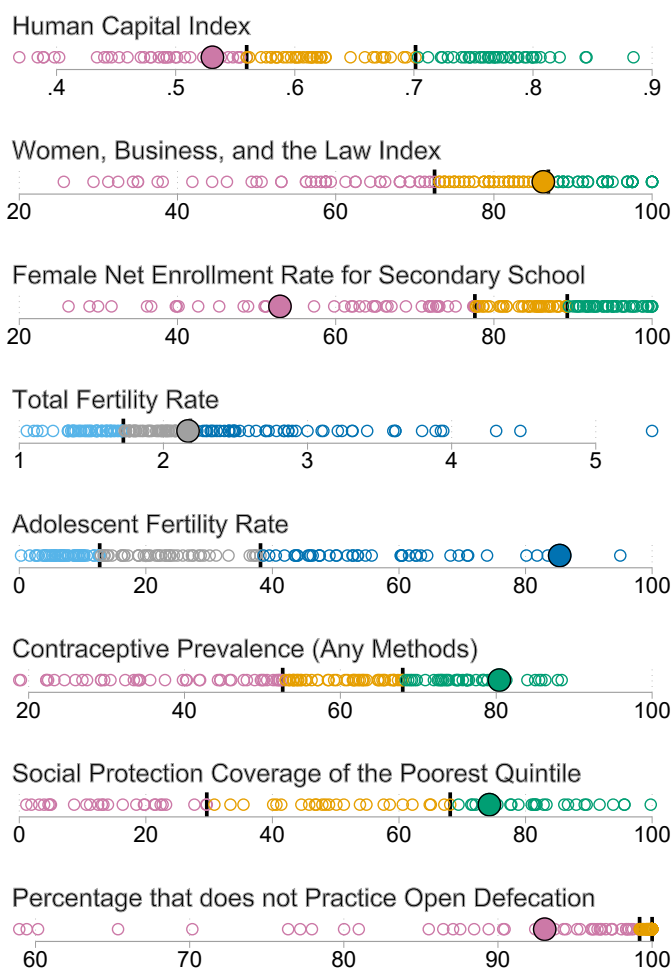 Human Capital Index
.4 .5 .6 .7 .8 .9
Women, Business, and the Law Index
20 40 60 80 100
Female Net Enrollment Rate for Secondary School
20 40 60 80 100
Total Fertility Rate
1 2 3 4 5
Adolescent Fertility Rate
0 20 40 60 80 100
Contraceptive Prevalence (Any Methods)
20 40 60 80 100
Social Protection Coverage of the Poorest Quintile
0 20 40 60 80 100
Percentage that does not Practice Open Defecation
60 70 80 90 100